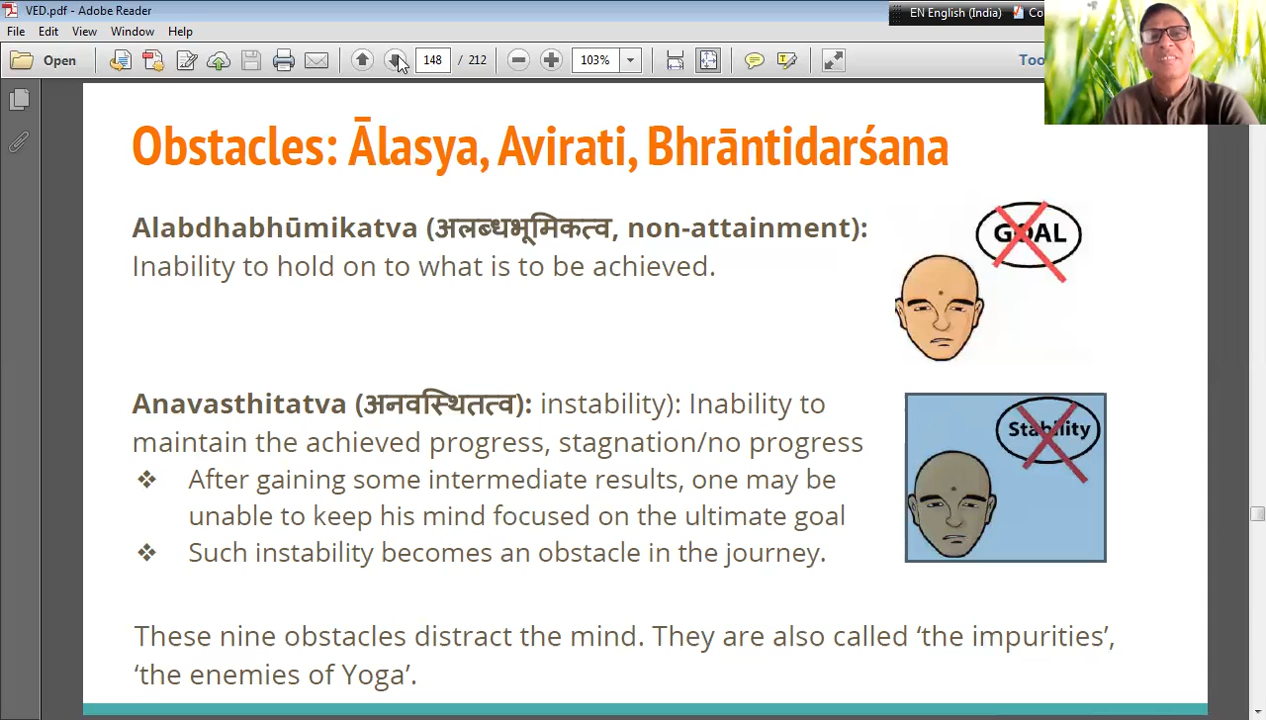 VED.pdf - Adobe Reader
EN English (India)
Co
File Edit View Window Help
Open
148 / 212
103%
Too
Obstacles: Ālasya, Avirati, Bhrāntidarśana
Alabdhabhūmikatva (अलब्धभूमिकत्व, non-attainment):
Inability to hold on to what is to be achieved.
GOAL
Anavasthitatva (अनवस्थितत्व): instability): Inability to
maintain the achieved progress, stagnation/no progress
❖ After gaining some intermediate results, one may be
unable to keep his mind focused on the ultimate goal
❖ Such instability becomes an obstacle in the journey.
Stability
These nine obstacles distract the mind. They are also called ‘the impurities’,
‘the enemies of Yoga’.